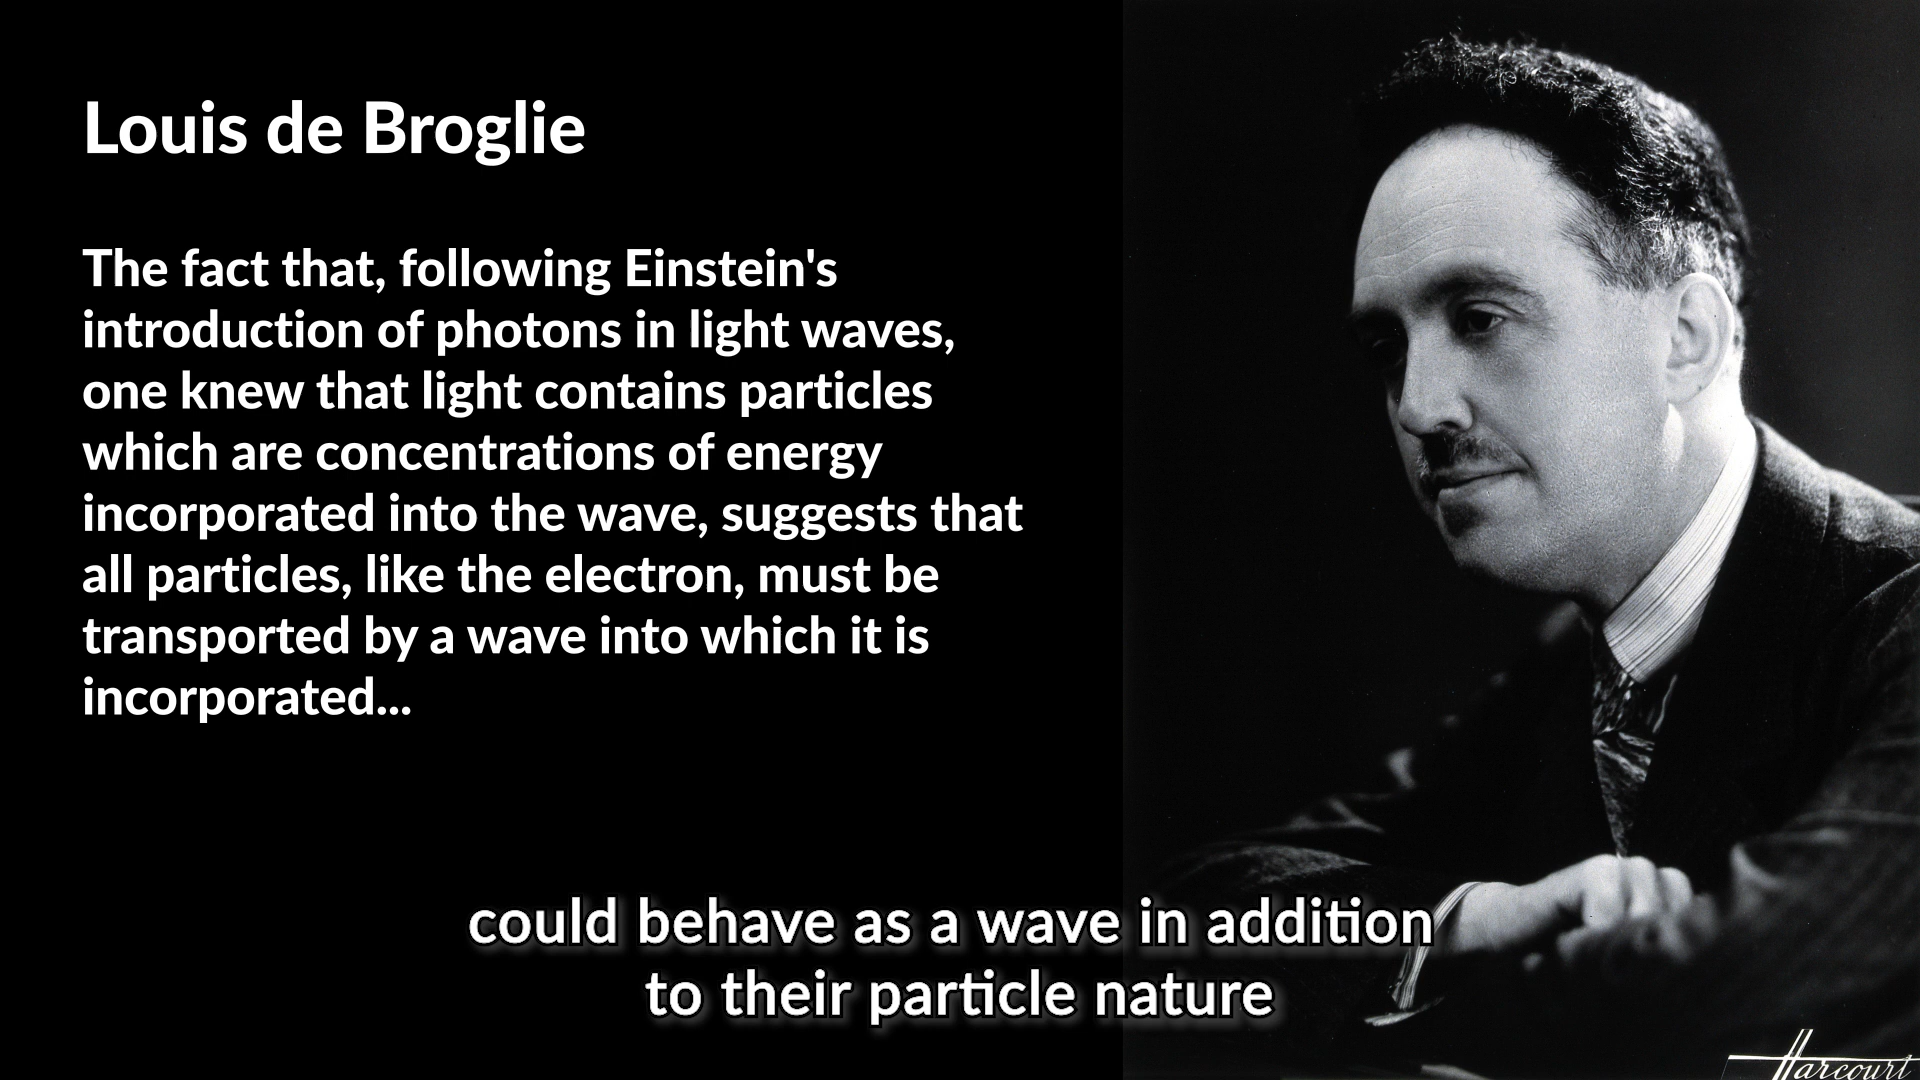 Louis de Broglie
The fact that, following Einstein's
introduction of photons in light waves,
one knew that light contains particles
which are concentrations of energy
incorporated into the wave, suggests that
all particles, like the electron, must be
transported by a wave into which it is
incorporated...
could behave as a wave in addition
to their particle nature
Harcourt